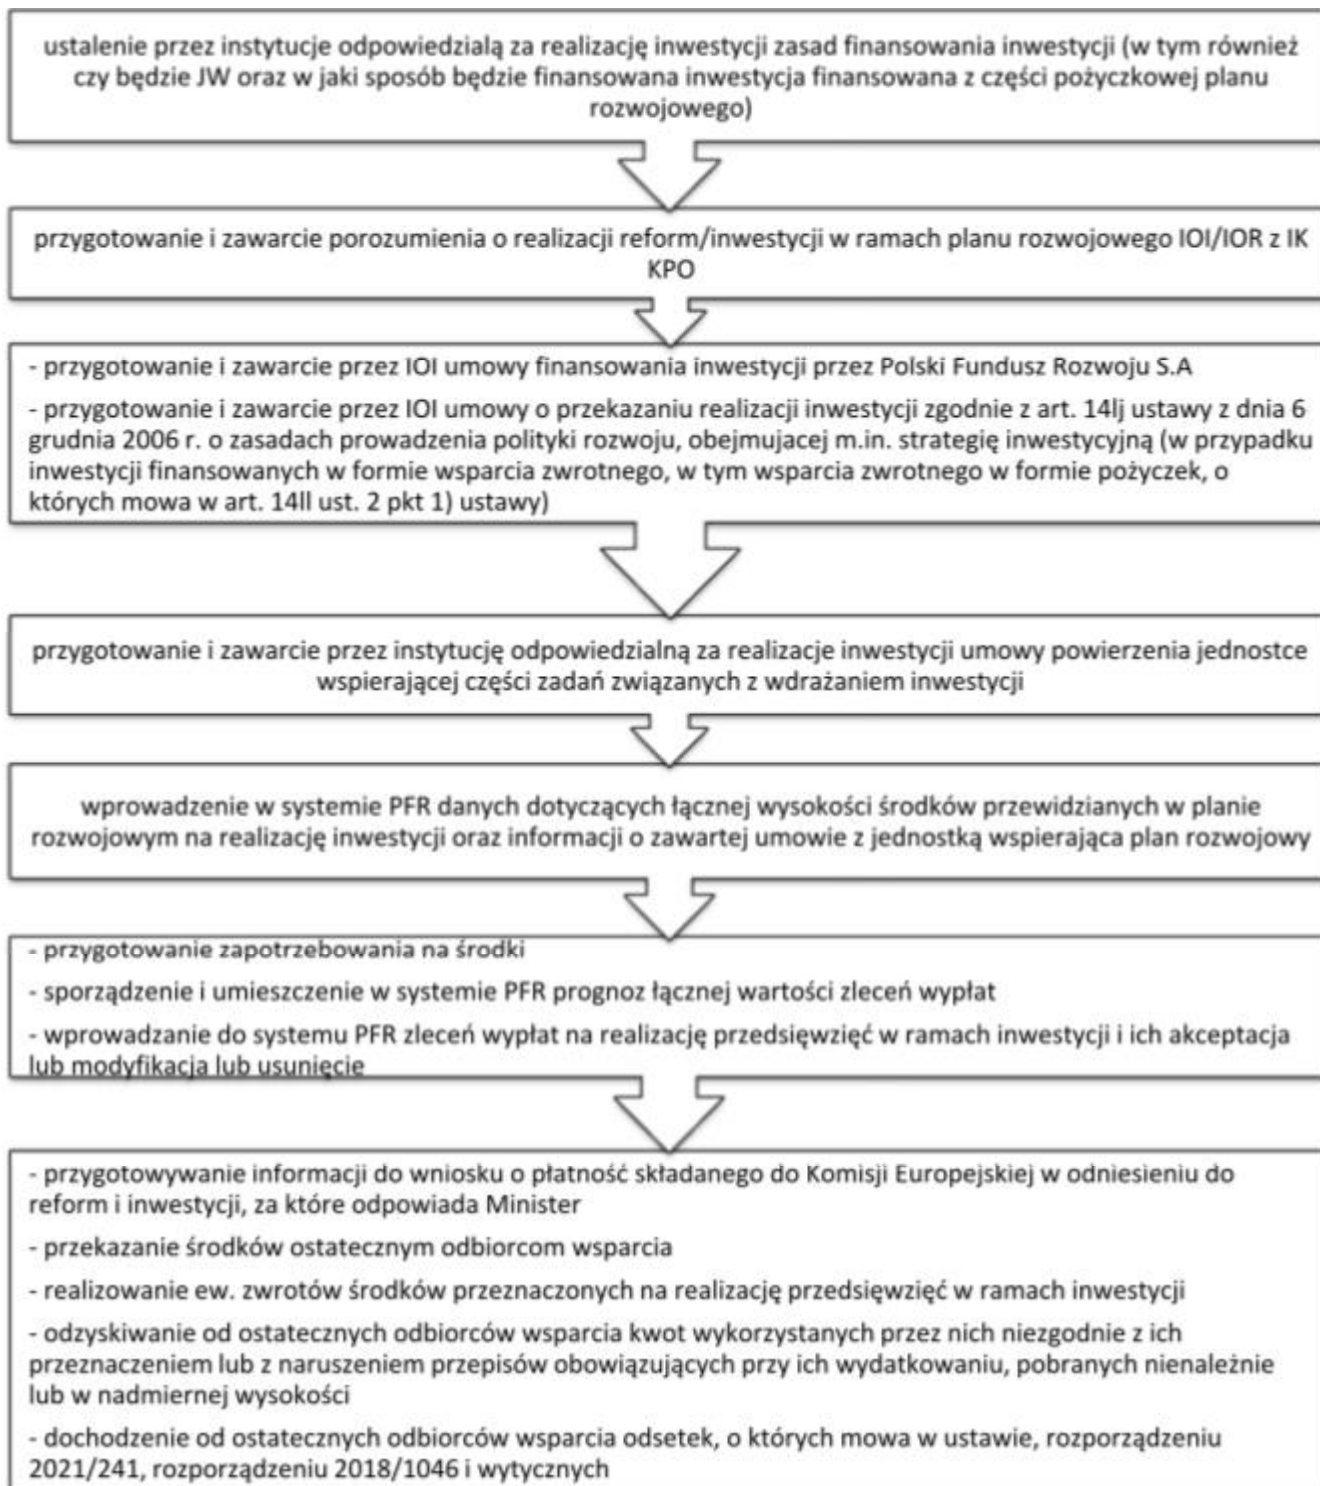 ustalenie przez instytucje odpowiedzialą za realizację inwestycji zasad finansowania inwestycji (w tym również
czy będzie JW oraz w jaki sposób będzie finansowana inwestycja finansowana z części pożyczkowej planu
rozwojowego)
przygotowanie i zawarcie porozumienia o realizacji reform/inwestycji w ramach planu rozwojowego IOI/IOR z IK
KPO
- przygotowanie i zawarcie przez IOI umowy finansowania inwestycji przez Polski Fundusz Rozwoju S.A
- przygotowanie i zawarcie przez IOI umowy o przekazaniu realizacji inwestycji zgodnie z art. 14lj ustawy z dnia 6
grudnia 2006 r. o zasadach prowadzenia polityki rozwoju, obejmujacej m.in. strategię inwestycyjną (w przypadku
inwestycji finansowanych w formie wsparcia zwrotnego, w tym wsparcia zwrotnego w formie pożyczek, o
których mowa w art. 14ll ust. 2 pkt 1) ustawy)
przygotowanie i zawarcie przez instytucję odpowiedzialną za realizacje inwestycji umowy powierzenia jednostce
wspierającej części zadań związanych z wdrażaniem inwestycji
wprowadzenie w systemie PFR danych dotyczących łącznej wysokości środków przewidzianych w planie
rozwojowym na realizację inwestycji oraz informacji o zawartej umowie z jednostką wspierająca plan rozwojowy
- przygotowanie zapotrzebowania na środki
- sporządzenie i umieszczenie w systemie PFR prognoz łącznej wartości zleceń wypłat
- wprowadzanie do systemu PFR zleceń wypłat na realizację przedsięwzięć w ramach inwestycji i ich akceptacja
lub modyfikacja lub usunięcie
- przygotowywanie informacji do wniosku o płatność składanego do Komisji Europejskiej w odniesieniu do
reform i inwestycji, za które odpowiada Minister
- przekazanie środków ostatecznym odbiorcom wsparcia
- realizowanie ew. zwrotów środków przeznaczonych na realizację przedsięwzięć w ramach inwestycji
- odzyskiwanie od ostatecznych odbiorców wsparcia kwot wykorzystanych przez nich niezgodnie z ich
przeznaczeniem lub z naruszeniem przepisów obowiązujących przy ich wydatkowaniu, pobranych nienależnie
lub w nadmiernej wysokości
- dochodzenie od ostatecznych odbiorców wsparcia odsetek, o których mowa w ustawie, rozporządzeniu
2021/241, rozporządzeniu 2018/1046 i wytycznych